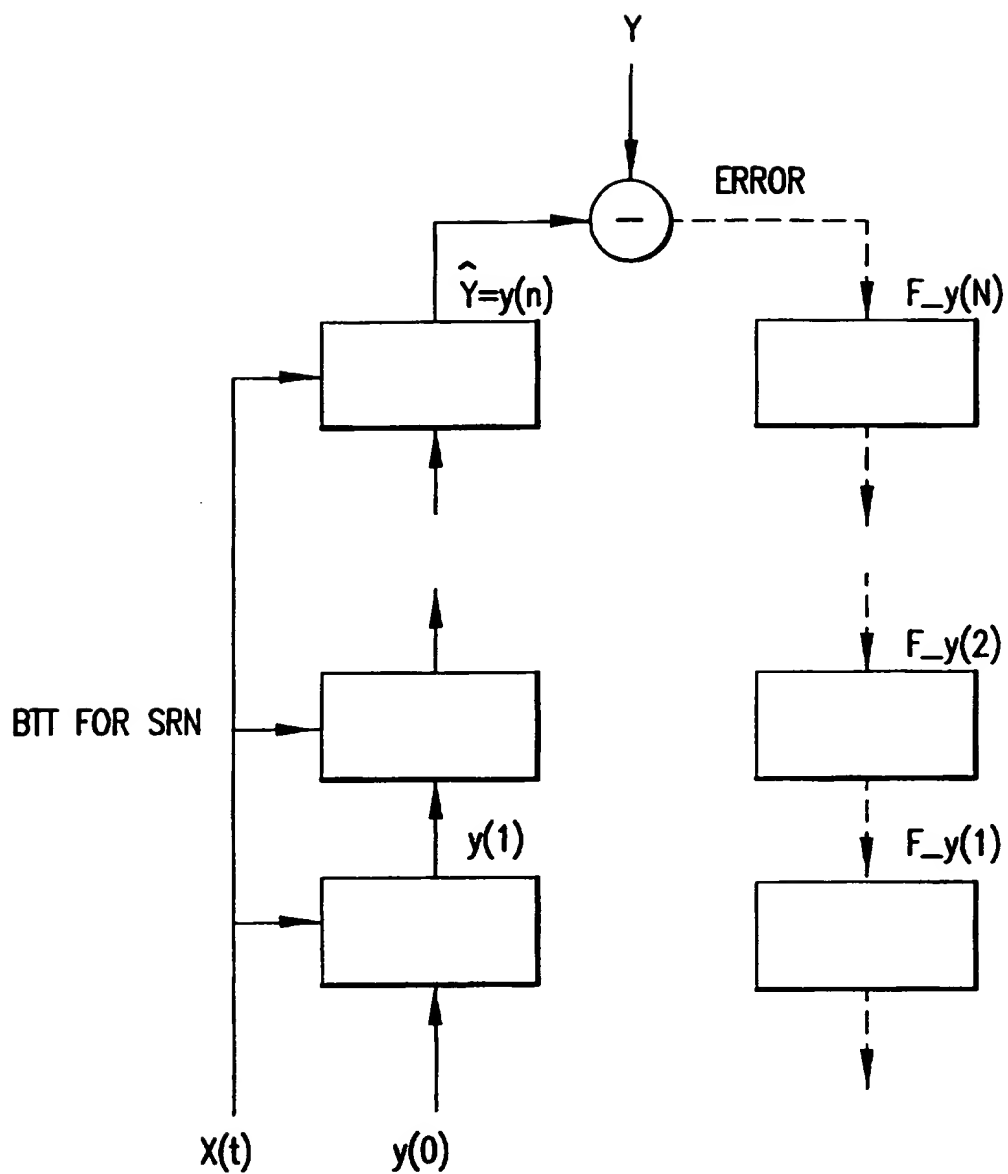 Y
ERROR
Ŷ=y(n)
F_y(N)
F_y(2)
BTT FOR SRN
y(1)
F_y(1)
X(t)
y(0)